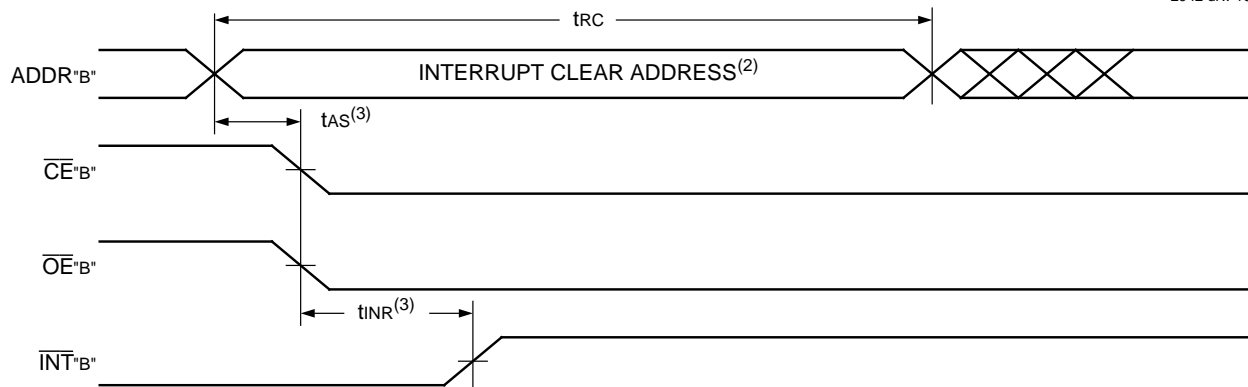 tRC
ADDR"B"
INTERRUPT CLEAR ADDRESS(2)
tAS(3)
CE"B"
OE"B"
tINR(3)
INT"B"